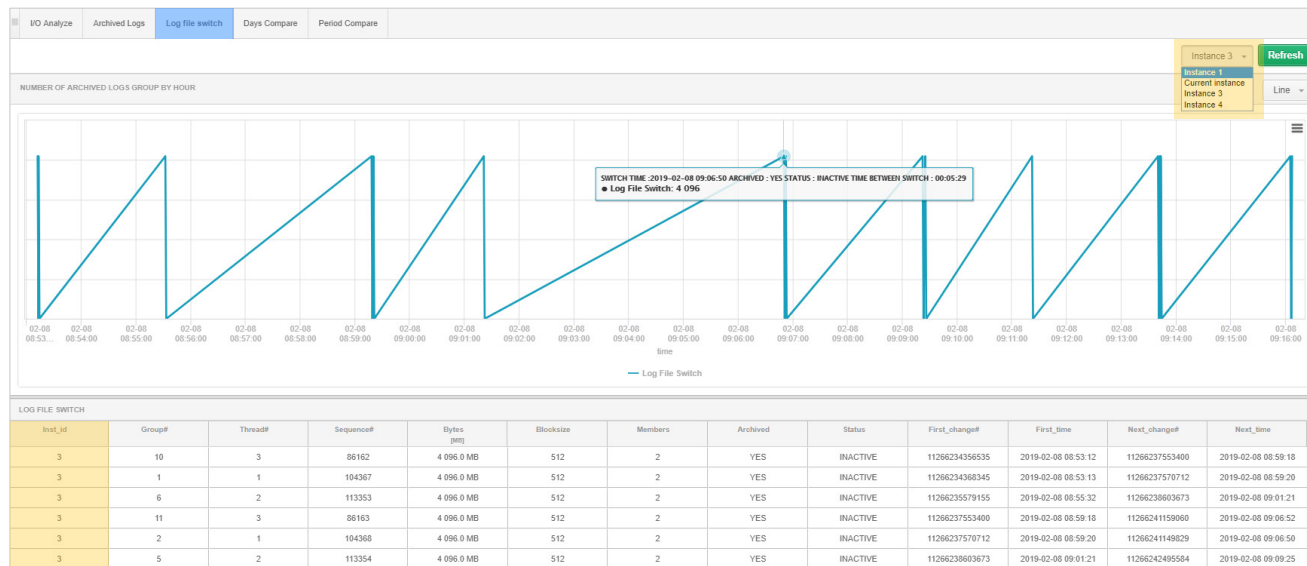 I/O Analyze Archived Logs Log file switch Days Compare Period Compare
Instance 3 Refresh
Instance 1
Current instance
Instance 3
Instance 4
NUMBER OF ARCHIVED LOGS GROUP BY HOUR Line
SWITCH TIME :2019-02-08 09:06:50 ARCHIVED : YES STATUS : INACTIVE TIME BETWEEN SWITCH : 00:05:29
● Log File Switch: 4 096
02-08 02-08 02-08 02-08 02-08 02-08 02-08 02-08 02-08 02-08 02-08 02-08 02-08 02-08 02-08 02-08 02-08 02-08 02-08 02-08 02-08 02-08 02-08 02-08
08:53... 08:54:00 08:55:00 08:56:00 08:57:00 08:58:00 08:59:00 09:00:00 09:01:00 09:02:00 09:03:00 09:04:00 09:05:00 09:06:00 09:07:00 09:08:00 09:09:00 09:10:00 09:11:00 09:12:00 09:13:00 09:14:00 09:15:00 09:16:00
time
Log File Switch
LOG FILE SWITCH
Inst_id Group# Thread# Sequence# Bytes Blocksize Members Archived Status First_change# First_time Next_change# Next_time
[MB]
3 10 3 86162 4 096.0 MB 512 2 YES INACTIVE 11266234356535 2019-02-08 08:53:12 11266237553400 2019-02-08 08:59:18
3 1 1 104367 4 096.0 MB 512 2 YES INACTIVE 11266234368345 2019-02-08 08:53:13 11266237570712 2019-02-08 08:59:20
3 6 2 113353 4 096.0 MB 512 2 YES INACTIVE 11266235579155 2019-02-08 08:55:32 11266238603673 2019-02-08 09:01:21
3 11 3 86163 4 096.0 MB 512 2 YES INACTIVE 11266237553400 2019-02-08 08:59:18 11266241159060 2019-02-08 09:06:52
3 2 1 104368 4 096.0 MB 512 2 YES INACTIVE 11266237570712 2019-02-08 08:59:20 11266241149829 2019-02-08 09:06:50
3 5 2 113354 4 096.0 MB 512 2 YES INACTIVE 11266238603673 2019-02-08 09:01:21 11266242495584 2019-02-08 09:09:25